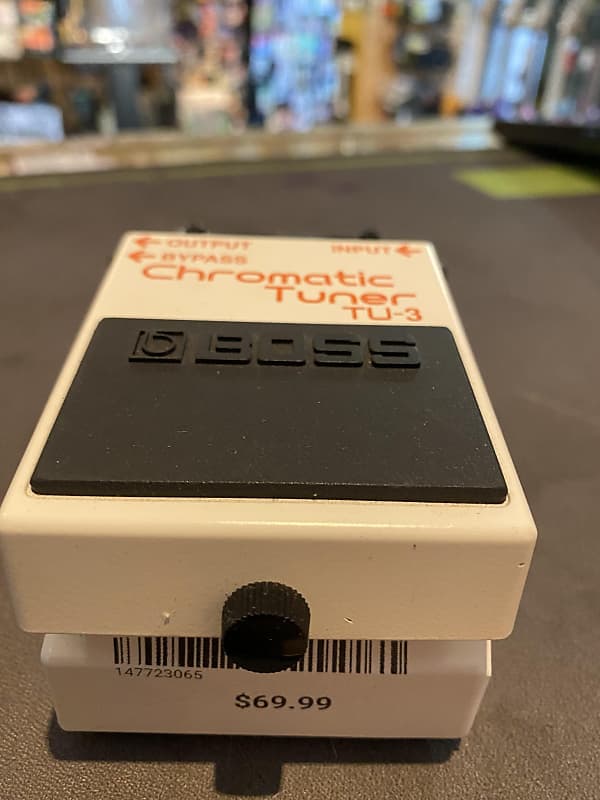 ← OUTPUT INPUT ←
← BYPASS
Chromatic
Tuner
TU-3
BOSS
147723065
$69.99